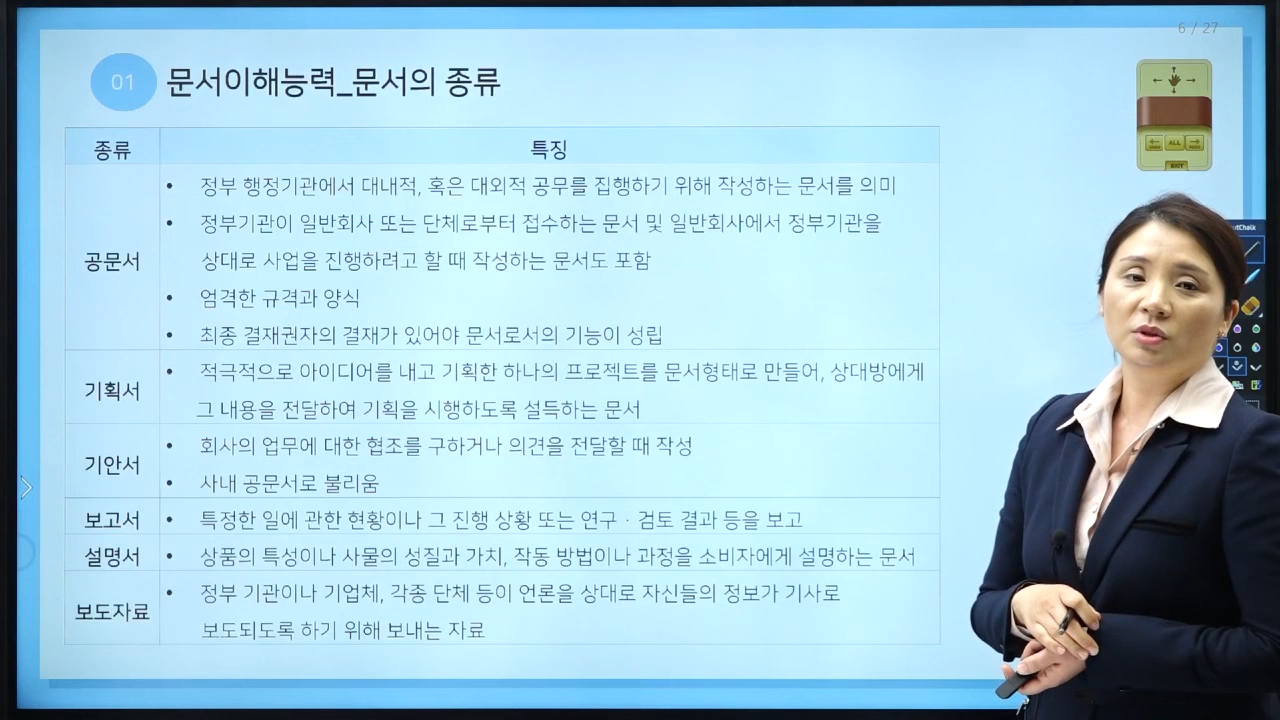 6 / 27
01 문서이해능력_문서의 종류
종류 특징
공문서
• 정부 행정기관에서 대내적, 혹은 대외적 공무를 집행하기 위해 작성하는 문서를 의미
• 정부기관이 일반회사 또는 단체로부터 접수하는 문서 및 일반회사에서 정부기관을
상대로 사업을 진행하려고 할 때 작성하는 문서도 포함
• 엄격한 규격과 양식
• 최종 결재권자의 결재가 있어야 문서로서의 기능이 성립
기획서
• 적극적으로 아이디어를 내고 기획한 하나의 프로젝트를 문서형태로 만들어, 상대방에게
그 내용을 전달하여 기획을 시행하도록 설득하는 문서
기안서
• 회사의 업무에 대한 협조를 구하거나 의견을 전달할 때 작성
• 사내 공문서로 불리움
보고서 • 특정한 일에 관한 현황이나 그 진행 상황 또는 연구 · 검토 결과 등을 보고
설명서 • 상품의 특성이나 사물의 성질과 가치, 작동 방법이나 과정을 소비자에게 설명하는 문서
보도자료
• 정부 기관이나 기업체, 각종 단체 등이 언론을 상대로 자신들의 정보가 기사로
보도되도록 하기 위해 보내는 자료
ALL
EXIT